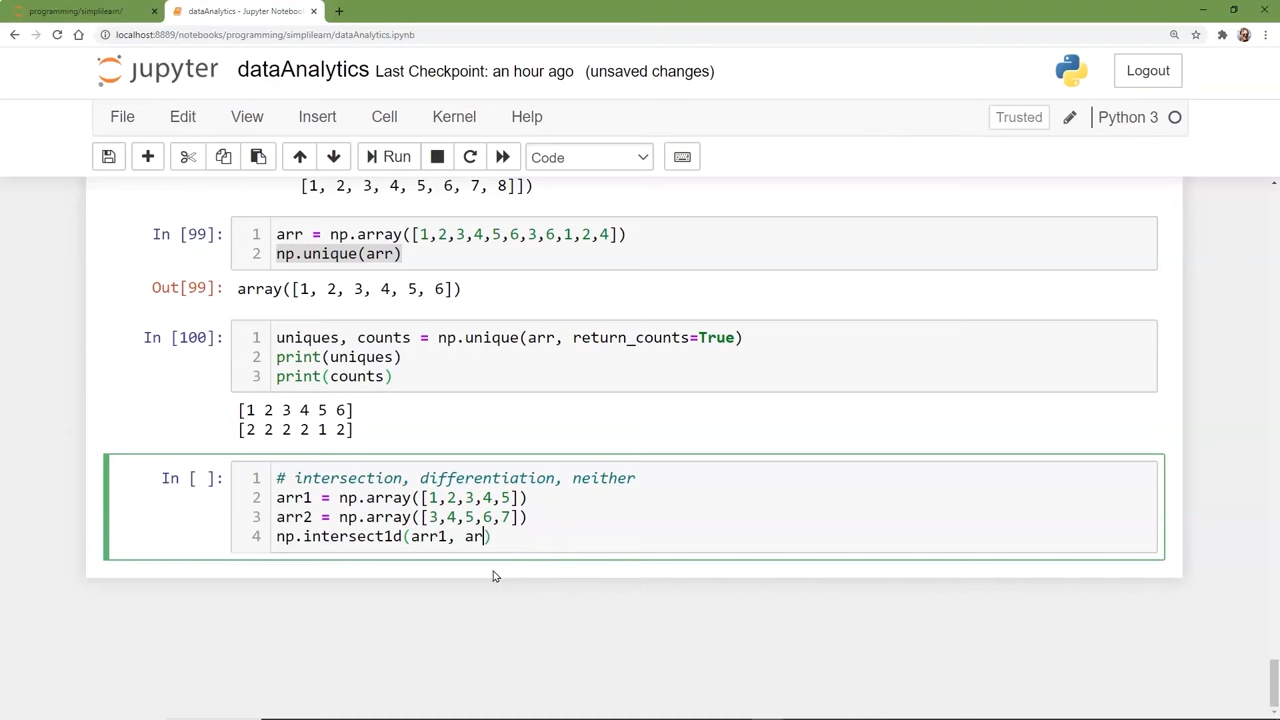 programming/simplilearn/
dataAnalytics - Jupyter Notebook
localhost:8889/notebooks/programming/simplilearn/dataAnalytics.ipynb
jupyter dataAnalytics Last Checkpoint: an hour ago (unsaved changes)
Logout
File Edit View Insert Cell Kernel Help
Trusted
Python 3
Run
Code
[1, 2, 3, 4, 5, 6, 7, 8]])
In [99]:
1 arr = np.array([1,2,3,4,5,6,3,6,1,2,4])
2 np.unique(arr)
Out[99]: array([1, 2, 3, 4, 5, 6])
In [100]:
1 uniques, counts = np.unique(arr, return_counts=True)
2 print(uniques)
3 print(counts)
[1 2 3 4 5 6]
[2 2 2 2 1 2]
In [ ]:
1 # intersection, differentiation, neither
2 arr1 = np.array([1,2,3,4,5])
3 arr2 = np.array([3,4,5,6,7])
4 np.intersect1d(arr1, ar)